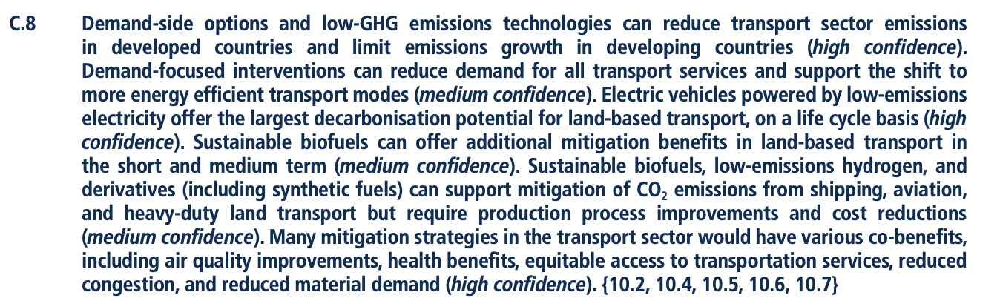 C.8 Demand-side options and low-GHG emissions technologies can reduce transport sector emissions
in developed countries and limit emissions growth in developing countries (high confidence).
Demand-focused interventions can reduce demand for all transport services and support the shift to
more energy efficient transport modes (medium confidence). Electric vehicles powered by low-emissions
electricity offer the largest decarbonisation potential for land-based transport, on a life cycle basis (high
confidence). Sustainable biofuels can offer additional mitigation benefits in land-based transport in
the short and medium term (medium confidence). Sustainable biofuels, low-emissions hydrogen, and
derivatives (including synthetic fuels) can support mitigation of CO₂ emissions from shipping, aviation,
and heavy-duty land transport but require production process improvements and cost reductions
(medium confidence). Many mitigation strategies in the transport sector would have various co-benefits,
including air quality improvements, health benefits, equitable access to transportation services, reduced
congestion, and reduced material demand (high confidence). {10.2, 10.4, 10.5, 10.6, 10.7}